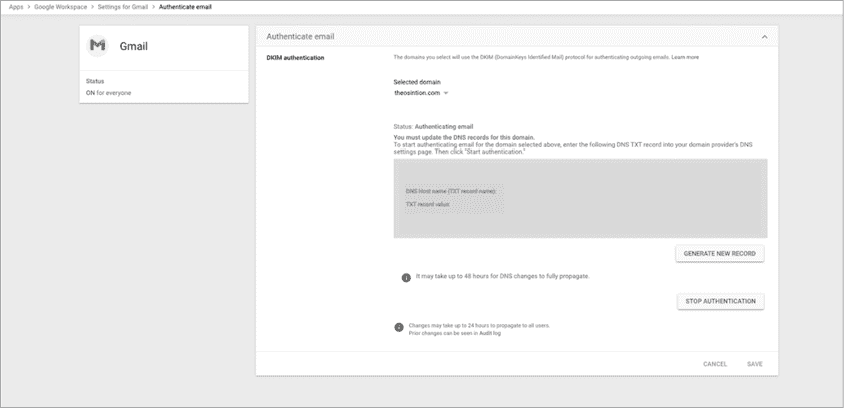 Apps > Google Workspace > Settings for Gmail > Authenticate email
Gmail
Status
ON for everyone
Authenticate email
DKIM authentication
The domains you select will use the DKIM (DomainKeys Identified Mail) protocol for authenticating outgoing emails. Learn more
Selected domain
theosintion.com
Status: Authenticating email
You must update the DNS records for this domain.
To start authenticating email for the domain selected above, enter the following DNS TXT record into your domain provider's DNS
settings page. Then click "Start authentication."
DNS Host name (TXT record name):
TXT record value:
GENERATE NEW RECORD
It may take up to 48 hours for DNS changes to fully propagate.
STOP AUTHENTICATION
Changes may take up to 24 hours to propagate to all users.
Prior changes can be seen in Audit log
CANCEL SAVE